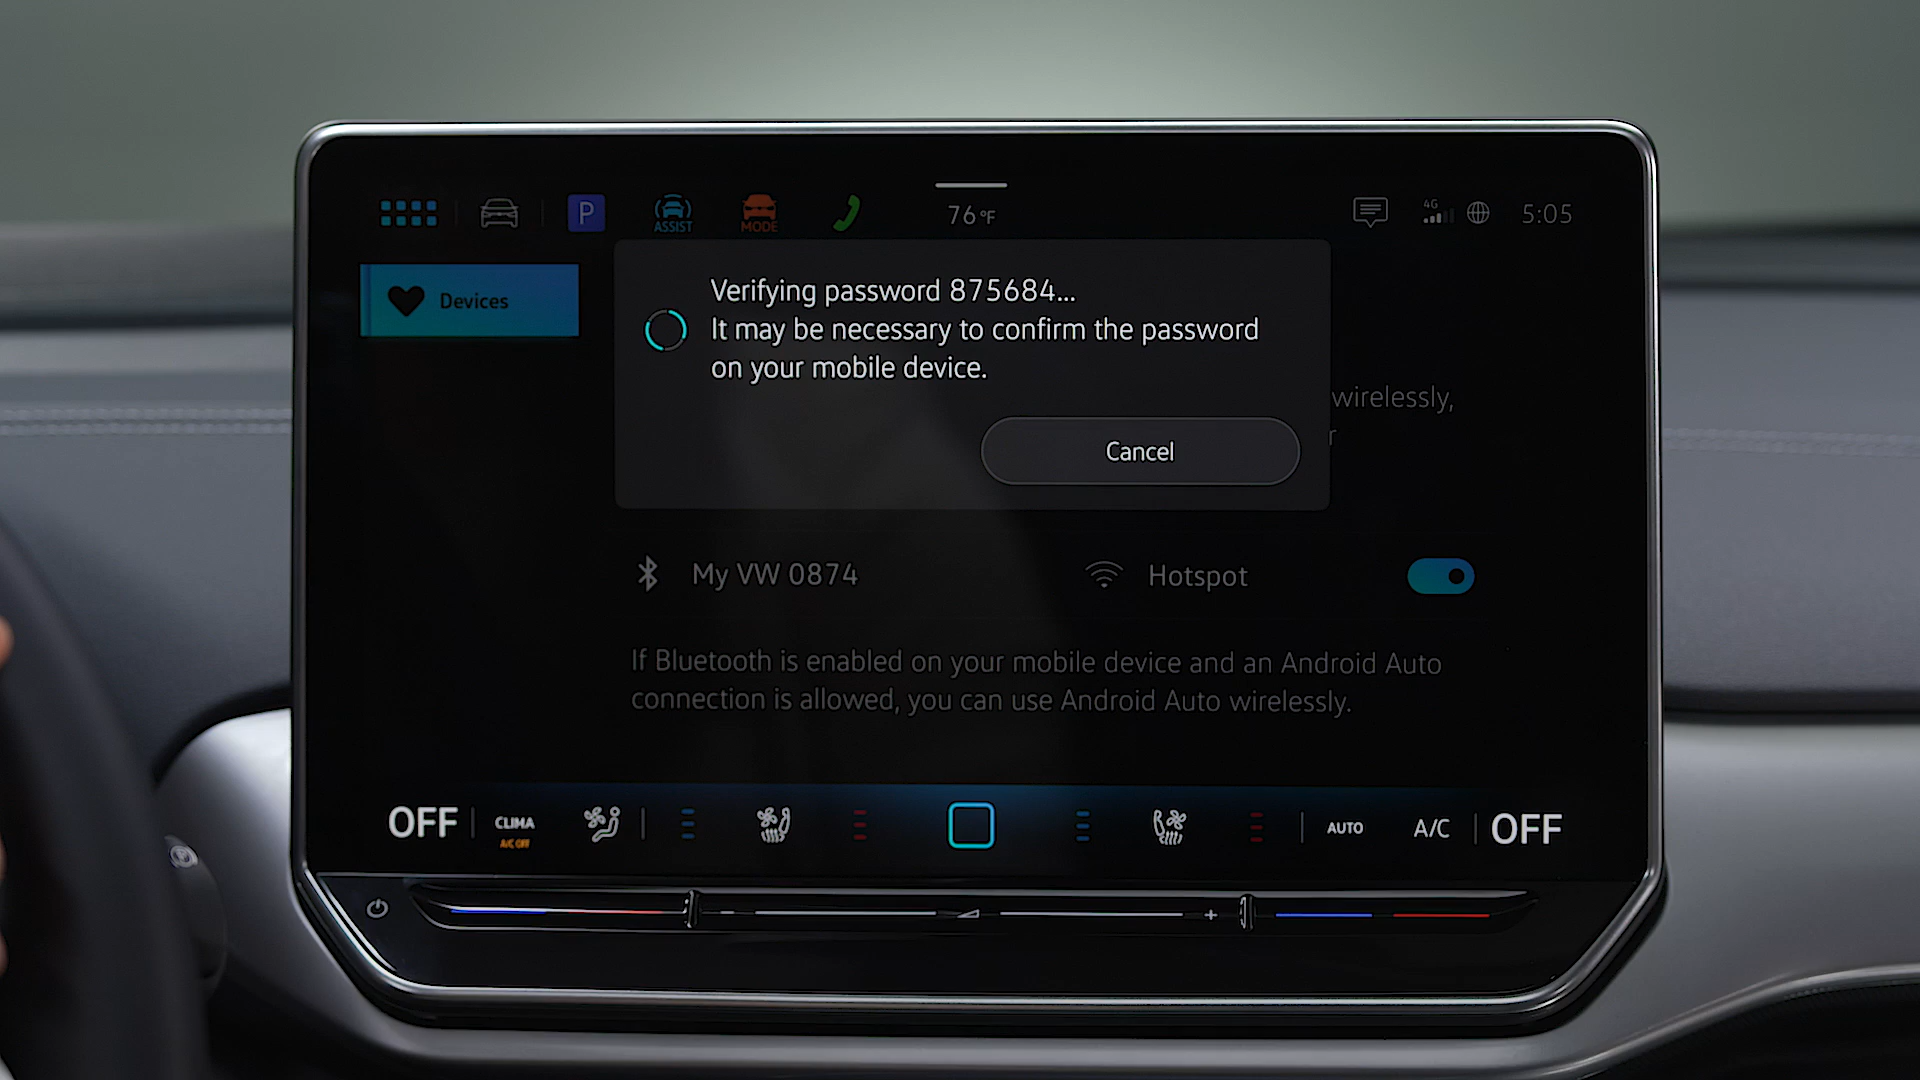 P
ASSIST
MODE
76°F
4G
5:05
Devices
Verifying password 875684...
It may be necessary to confirm the password
on your mobile device.
wirelessly,
r
Cancel
My VW 0874
Hotspot
If Bluetooth is enabled on your mobile device and an Android Auto
connection is allowed, you can use Android Auto wirelessly.
OFF
CLIMA
A/C OFF
AUTO
A/C
OFF
- +